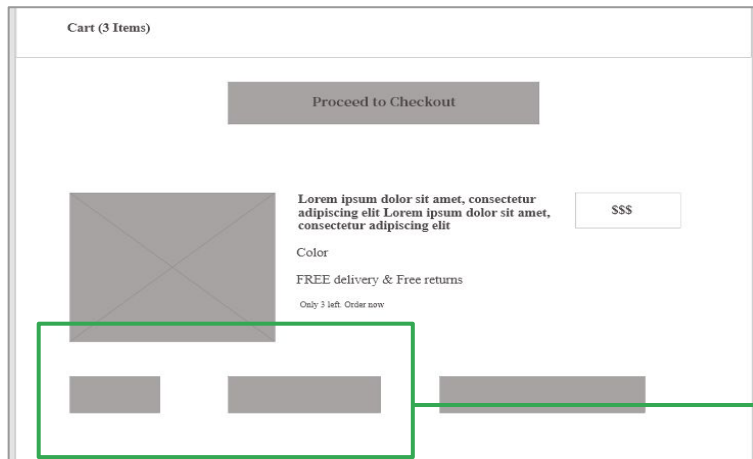 Cart (3 Items)
Proceed to Checkout
Lorem ipsum dolor sit amet, consectetur
adipiscing elit Lorem ipsum dolor sit amet,
consectetur adipiscing elit
$$$
Color
FREE delivery & Free returns
Only 3 left. Order now